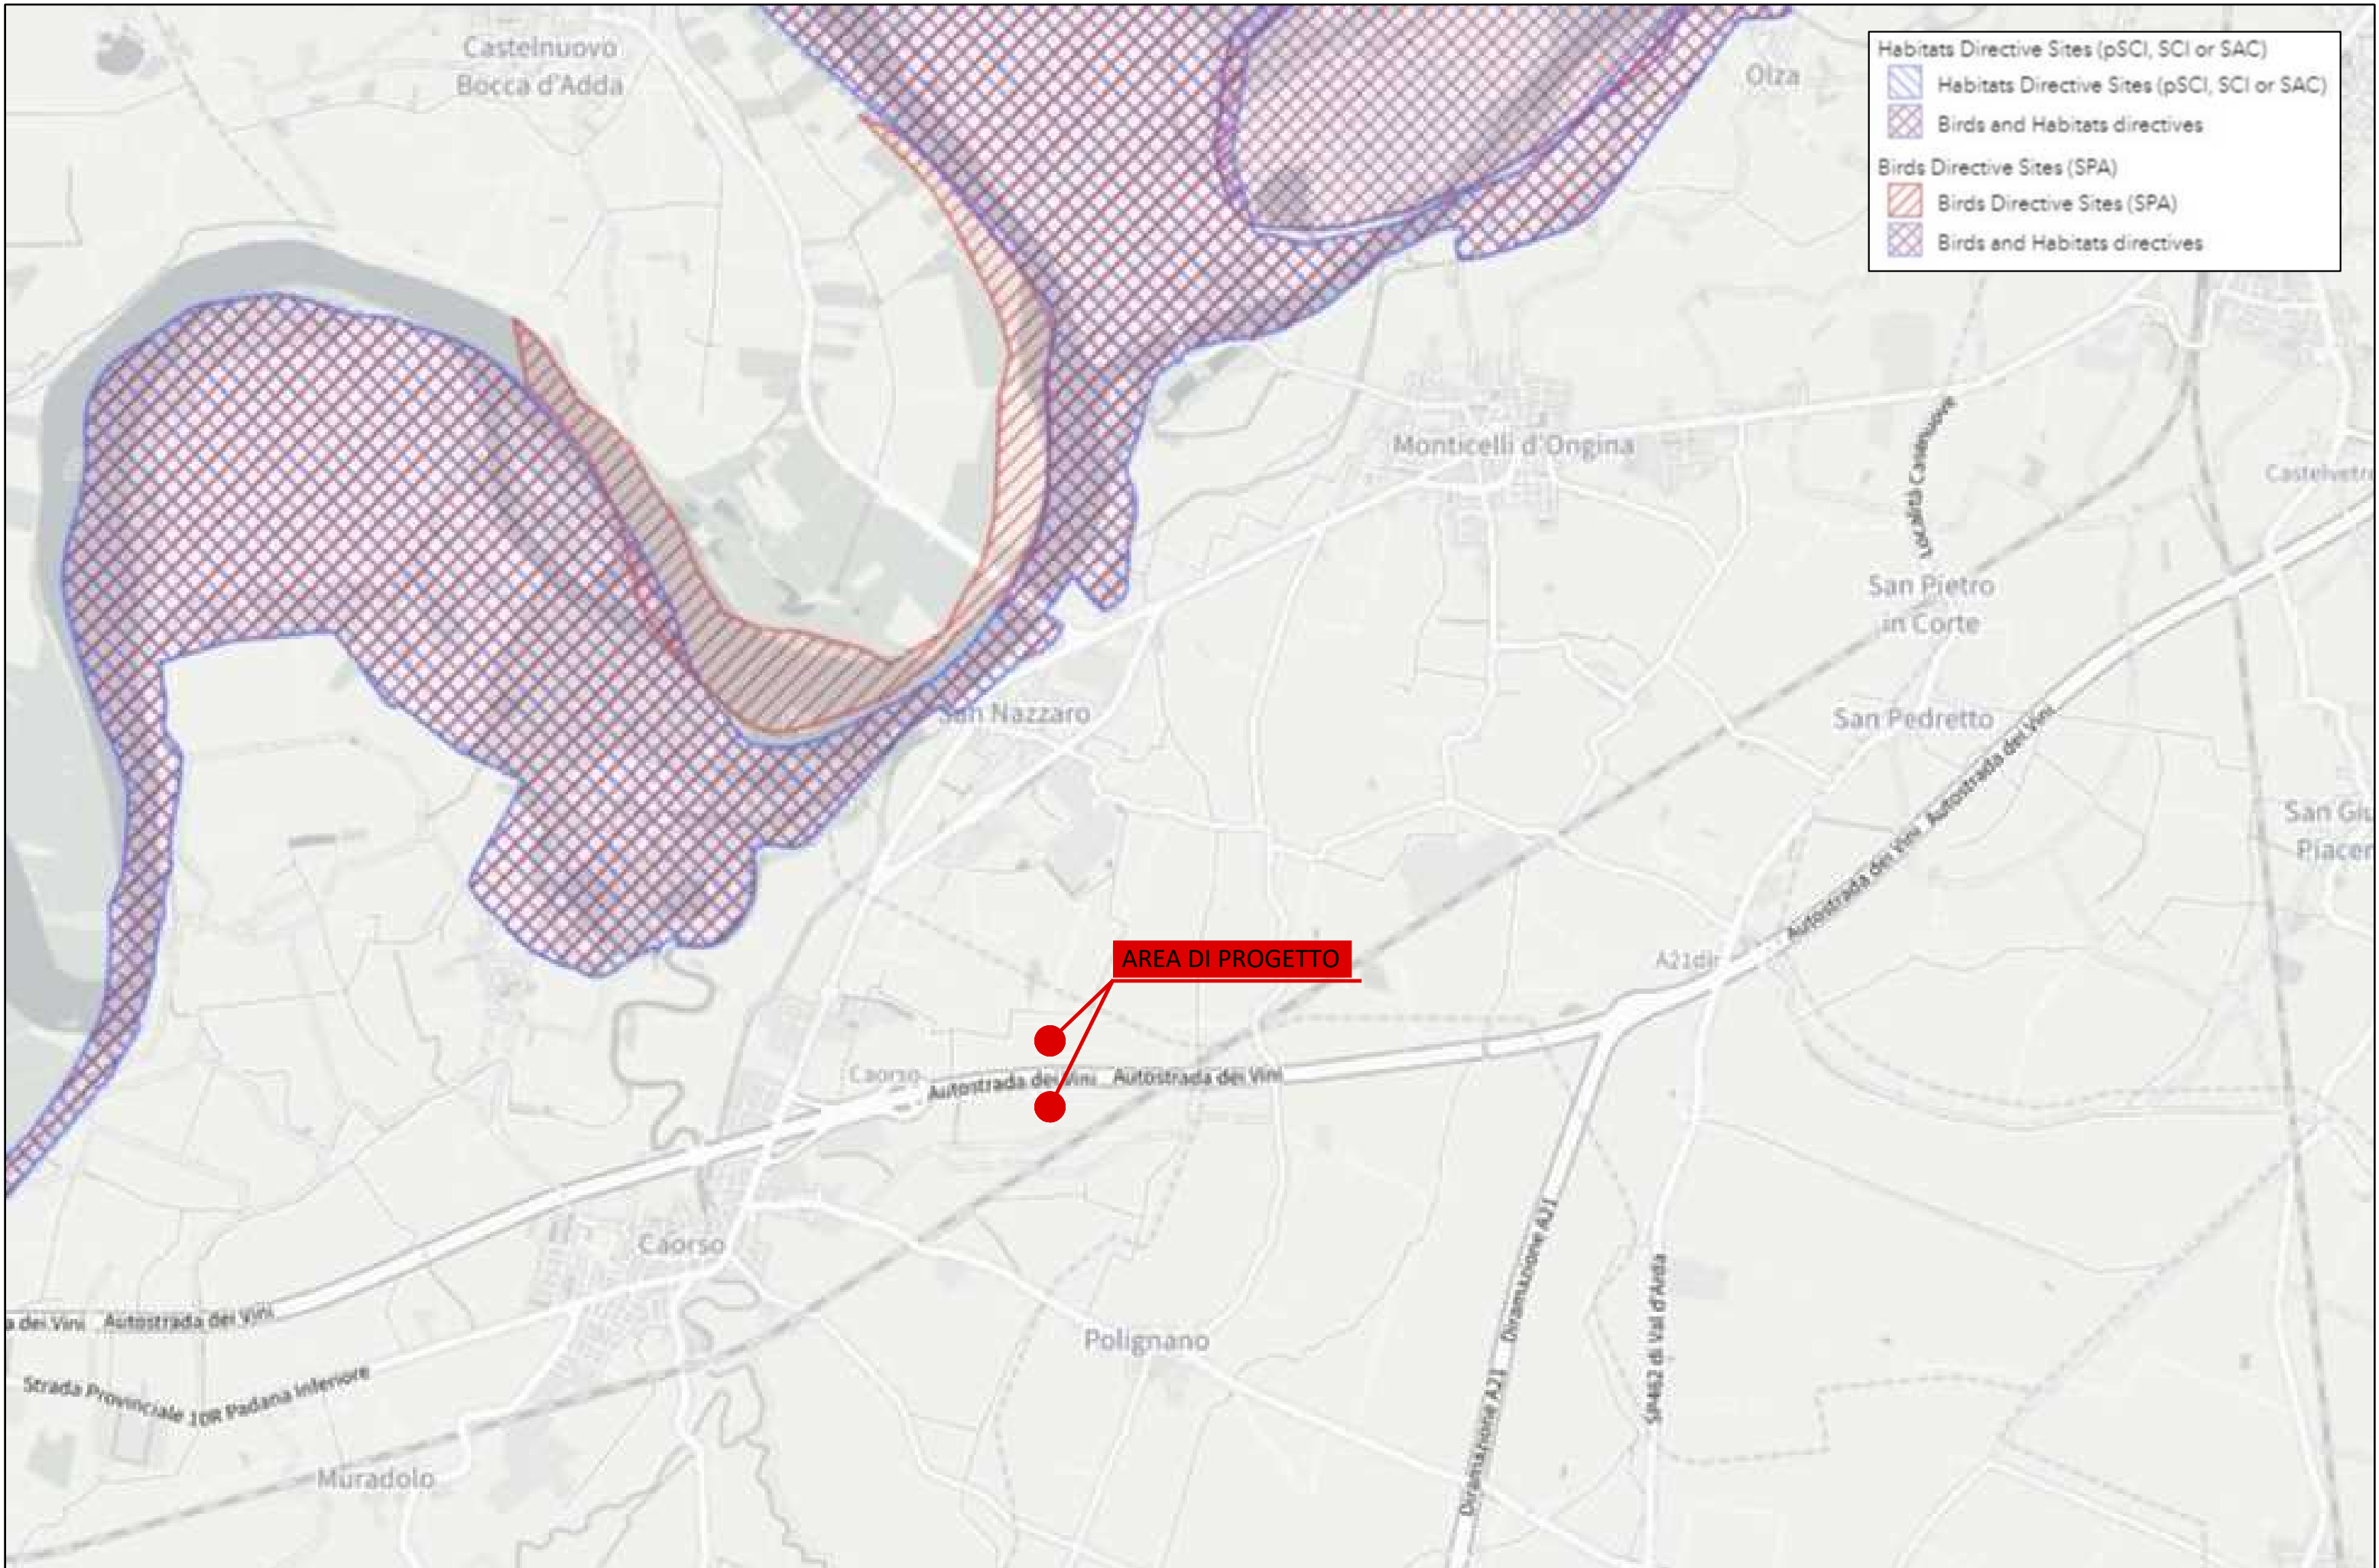 Castelnuovo
Bocca d'Adda
Olza
Habitats Directive Sites (pSCI, SCI or SAC)
Habitats Directive Sites (pSCI, SCI or SAC)
Birds and Habitats directives
Birds Directive Sites (SPA)
Birds Directive Sites (SPA)
Birds and Habitats directives
Monticelli d'Ongina
Località Casenuove
Castelvetr
San Pietro
in Corte
San Nazzaro
San Pedretto
Autostrada dei Vini
Autostrada dei Vini
San Giu
Piacen
AREA DI PROGETTO
A21dir
Caorso
Autostrada dei Vini
Autostrada dei Vini
Caorso
Diramazione A21
Diramazione A21
SP462 di Val d'Arda
a dei Vini
Autostrada dei Vini
Polignano
Strada Provinciale 10R Padana Inferiore
Muradolo